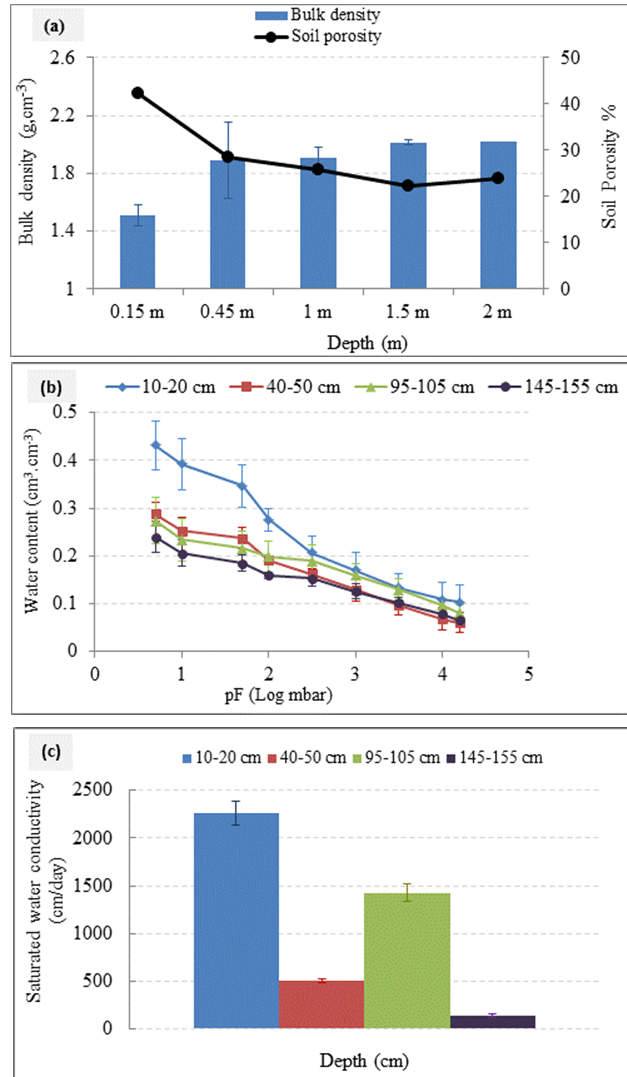 (a)
Bulk density
Soil porosity
2.6
2.2
1.8
1.4
1
Bulk density (g,cm-3)
50
40
30
20
10
0
Soil Porosity %
0.15 m 0.45 m 1 m 1.5 m 2 m
Depth (m)
(b)
10-20 cm 40-50 cm 95-105 cm 145-155 cm
0.5
0.4
0.3
0.2
0.1
0
Water content (cm³.cm-³)
0 1 2 3 4 5
pF (Log mbar)
(c)
10-20 cm 40-50 cm 95-105 cm 145-155 cm
2500
2000
1500
1000
500
0
Saturated water conductivity
(cm/day)
Depth (cm)